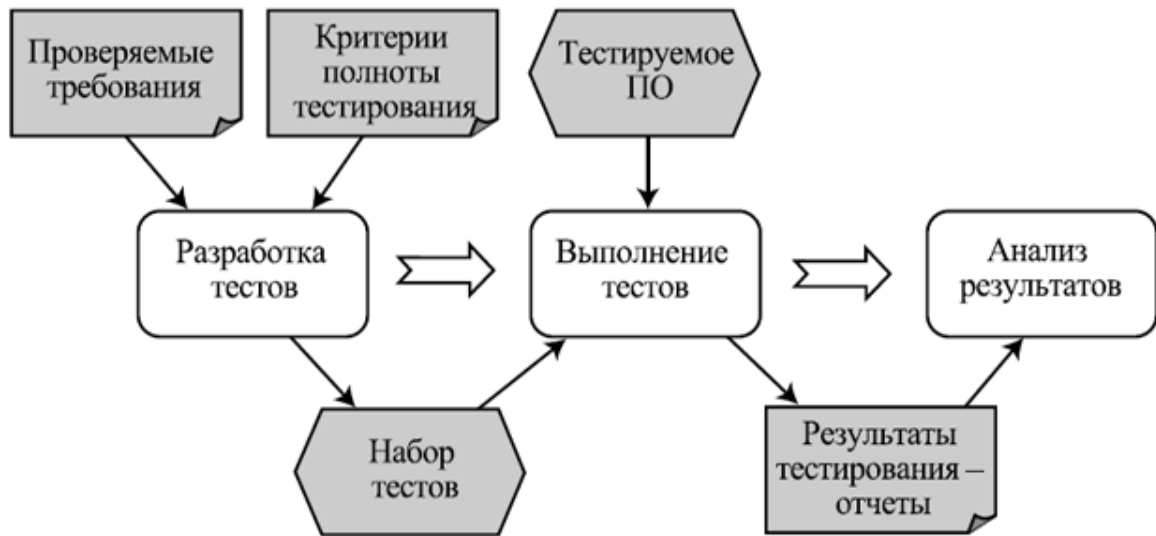 Проверяемые
требования
Критерии
полноты
тестирования
Тестируемое
ПО
Разработка
тестов
Выполнение
тестов
Анализ
результатов
Набор
тестов
Результаты
тестирования –
отчеты